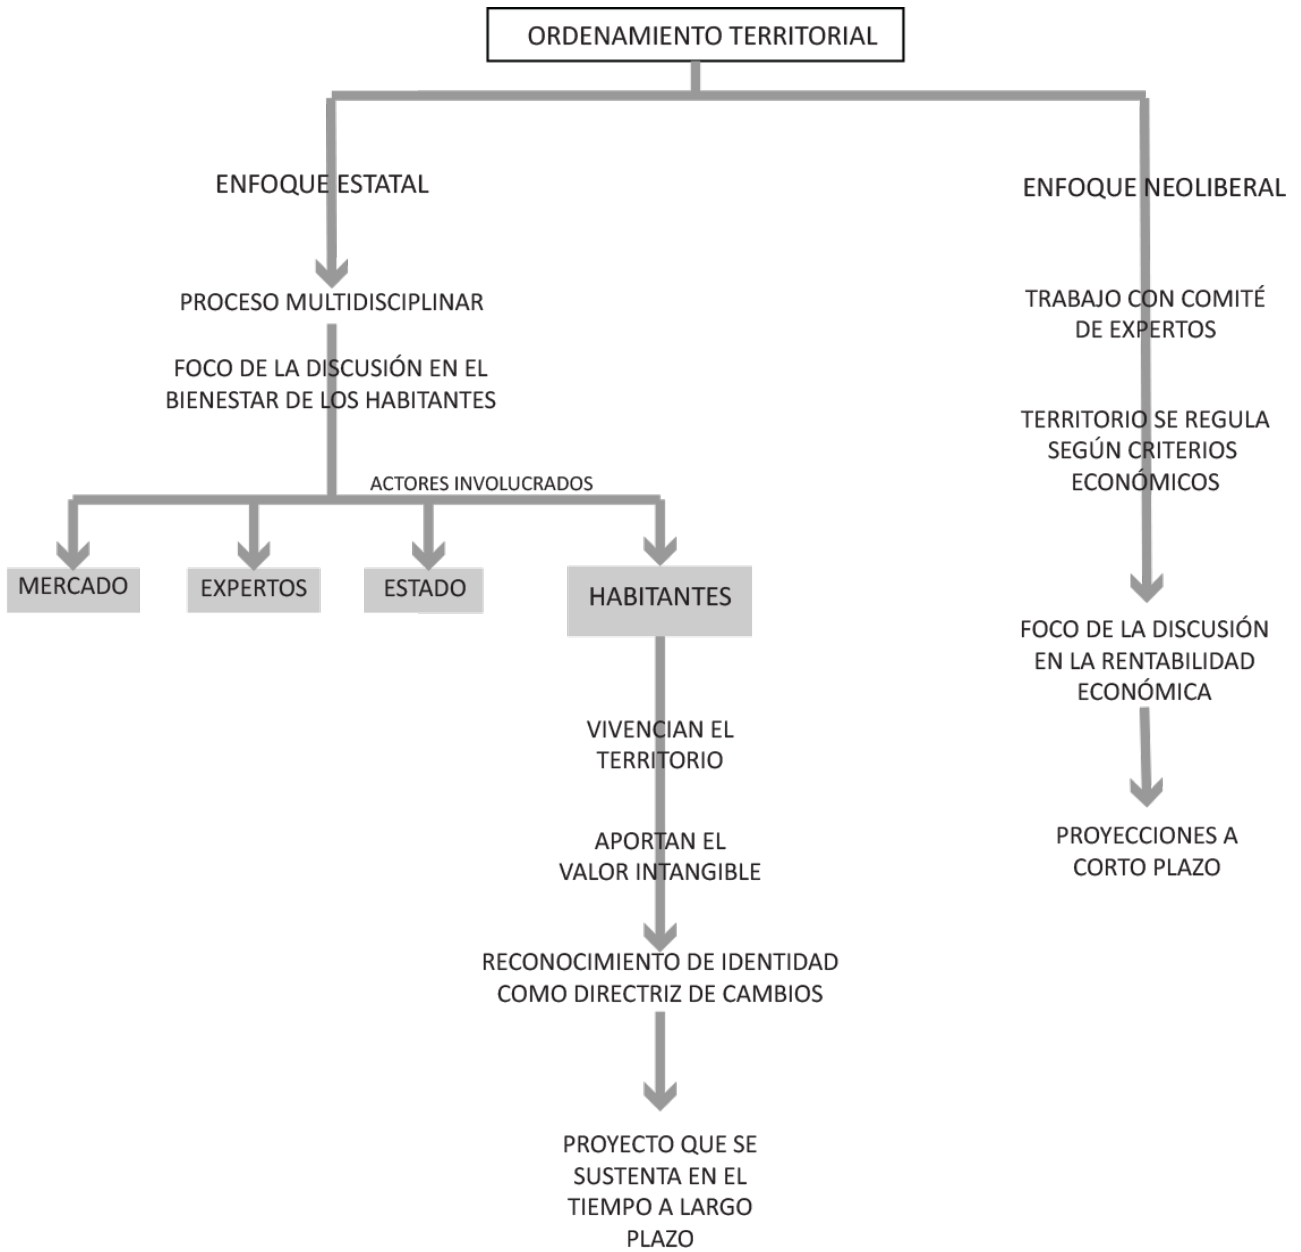 ORDENAMIENTO TERRITORIAL
ENFOQUE ESTATAL
PROCESO MULTIDISCIPLINAR
FOCO DE LA DISCUSIÓN EN EL
BIENESTAR DE LOS HABITANTES
ACTORES INVOLUCRADOS
MERCADO
EXPERTOS
ESTADO
HABITANTES
VIVENCIAN EL
TERRITORIO
APORTAN EL
VALOR INTANGIBLE
RECONOCIMIENTO DE IDENTIDAD
COMO DIRECTRIZ DE CAMBIOS
PROYECTO QUE SE
SUSTENTA EN EL
TIEMPO A LARGO
PLAZO
ENFOQUE NEOLIBERAL
TRABAJO CON COMITÉ
DE EXPERTOS
TERRITORIO SE REGULA
SEGÚN CRITERIOS
ECONÓMICOS
FOCO DE LA DISCUSIÓN
EN LA RENTABILIDAD
ECONÓMICA
PROYECCIONES A
CORTO PLAZO